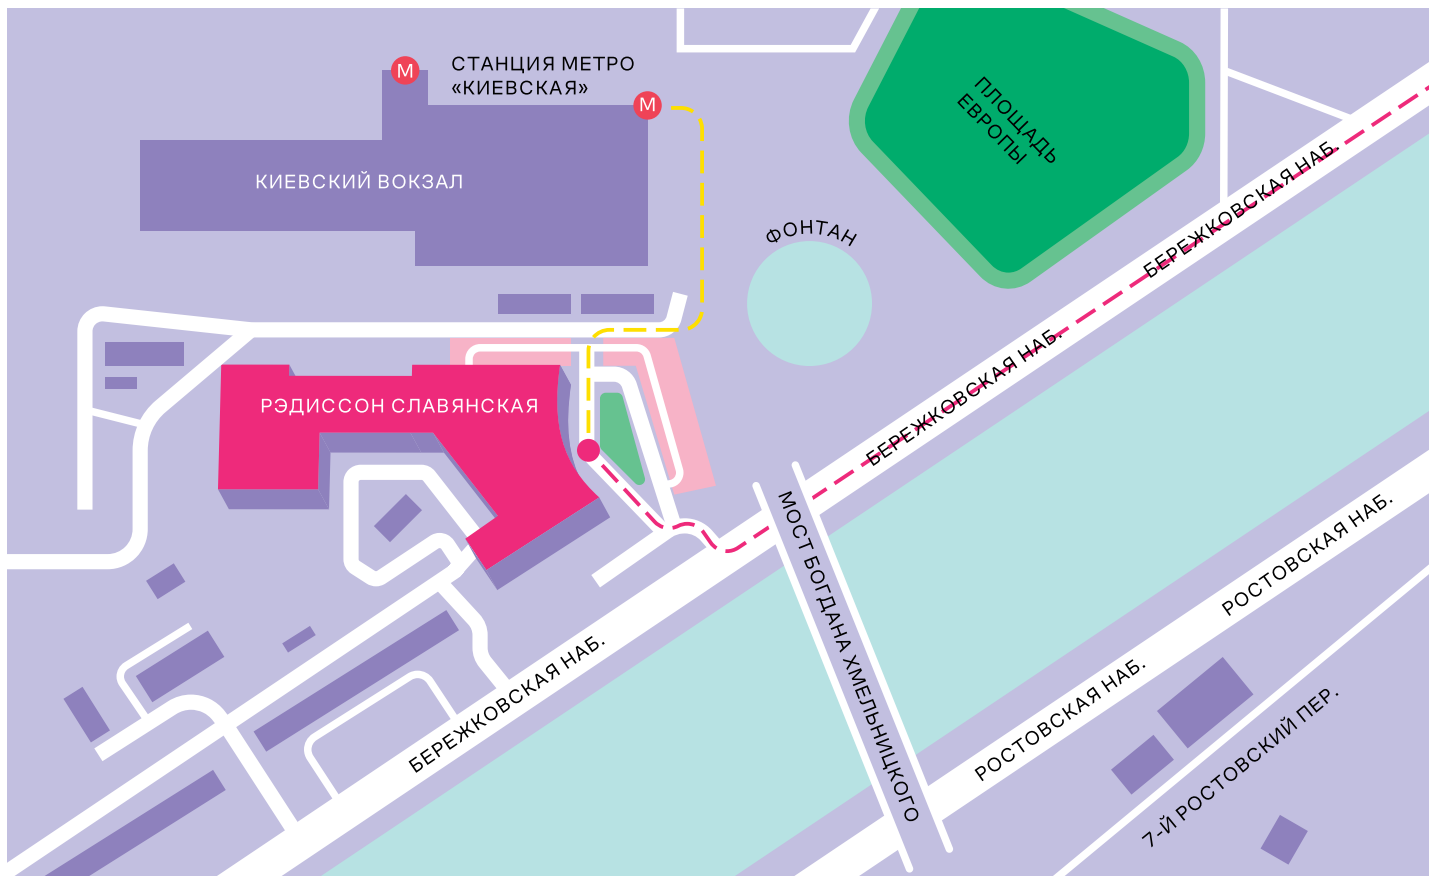 М
СТАНЦИЯ МЕТРО
«КИЕВСКАЯ»
М
ПЛОЩАДЬ
ЕВРОПЫ
КИЕВСКИЙ ВОКЗАЛ
ФОНТАН
БЕРЕЖКОВСКАЯ НАБ.
БЕРЕЖКОВСКАЯ НАБ.
РЭДИССОН СЛАВЯНСКАЯ
МОСТ БОГДАНА ХМЕЛЬНИЦКОГО
РОСТОВСКАЯ НАБ.
БЕРЕЖКОВСКАЯ НАБ.
РОСТОВСКАЯ НАБ.
7-Й РОСТОВСКИЙ ПЕР.